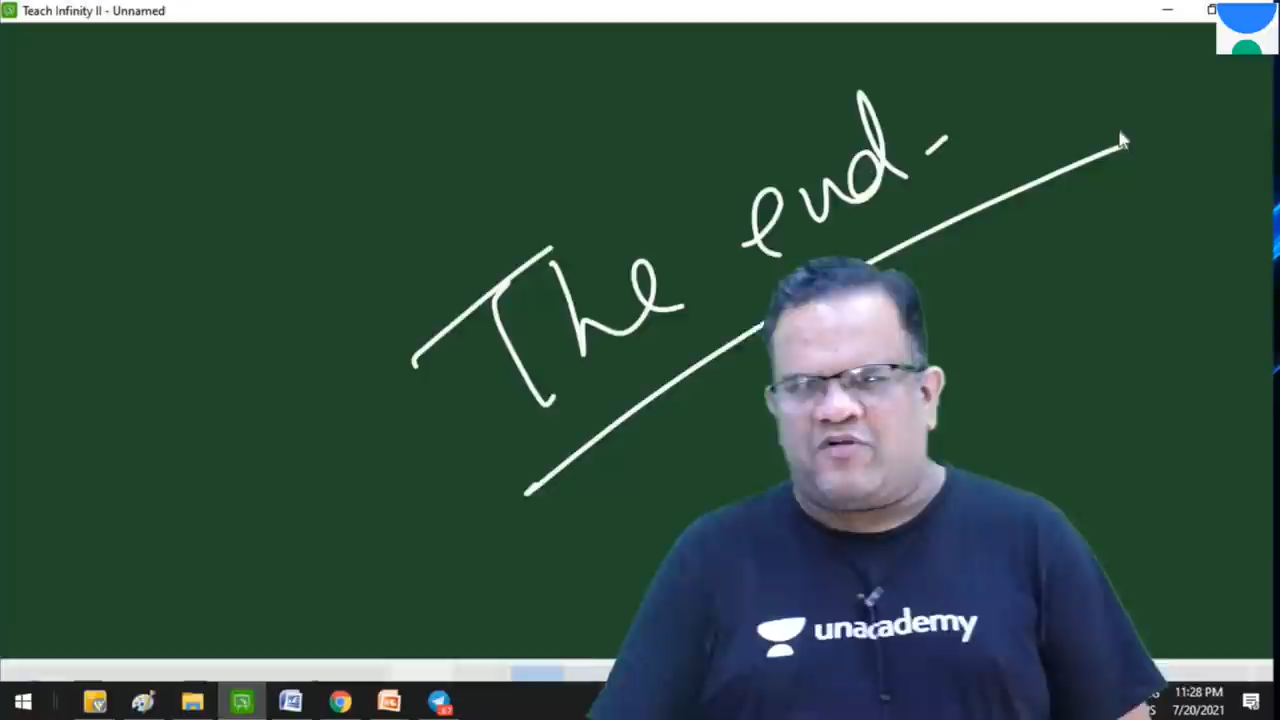 Teach Infinity II - Unnamed
The end.
unacademy
11:28 PM
7/20/2021